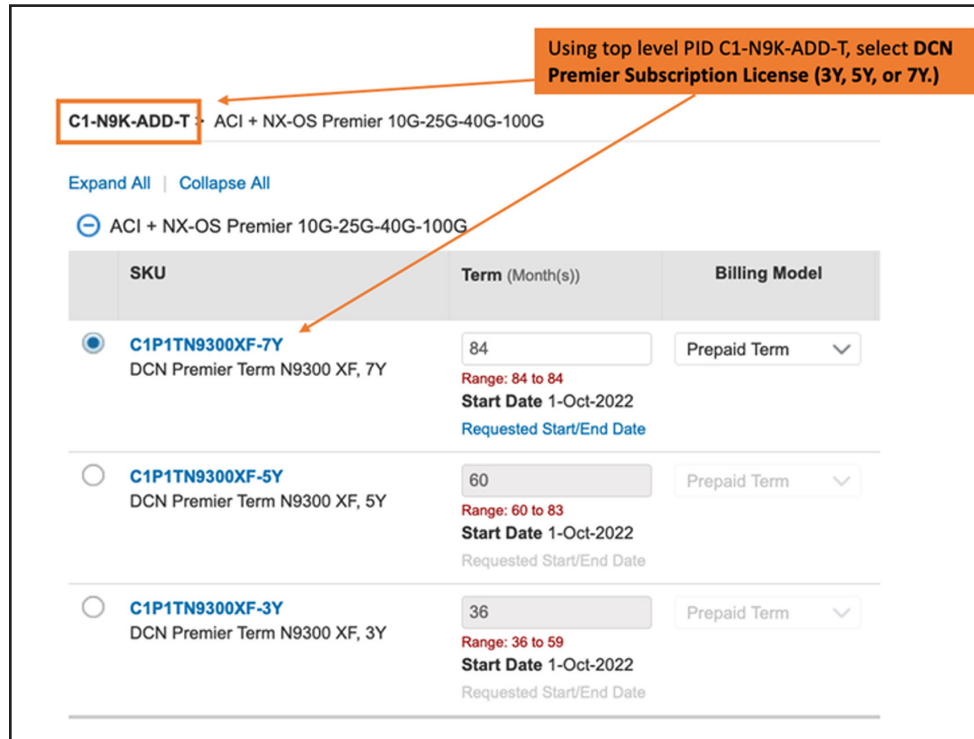 Using top level PID C1-N9K-ADD-T, select DCN
Premier Subscription License (3Y, 5Y, or 7Y.)
C1-N9K-ADD-T > ACI + NX-OS Premier 10G-25G-40G-100G
Expand All | Collapse All
ACI + NX-OS Premier 10G-25G-40G-100G
SKU Term (Month(s)) Billing Model
C1P1TN9300XF-7Y 84 Prepaid Term
DCN Premier Term N9300 XF, 7Y
Range: 84 to 84
Start Date 1-Oct-2022
Requested Start/End Date
C1P1TN9300XF-5Y 60 Prepaid Term
DCN Premier Term N9300 XF, 5Y
Range: 60 to 83
Start Date 1-Oct-2022
Requested Start/End Date
C1P1TN9300XF-3Y 36 Prepaid Term
DCN Premier Term N9300 XF, 3Y
Range: 36 to 59
Start Date 1-Oct-2022
Requested Start/End Date